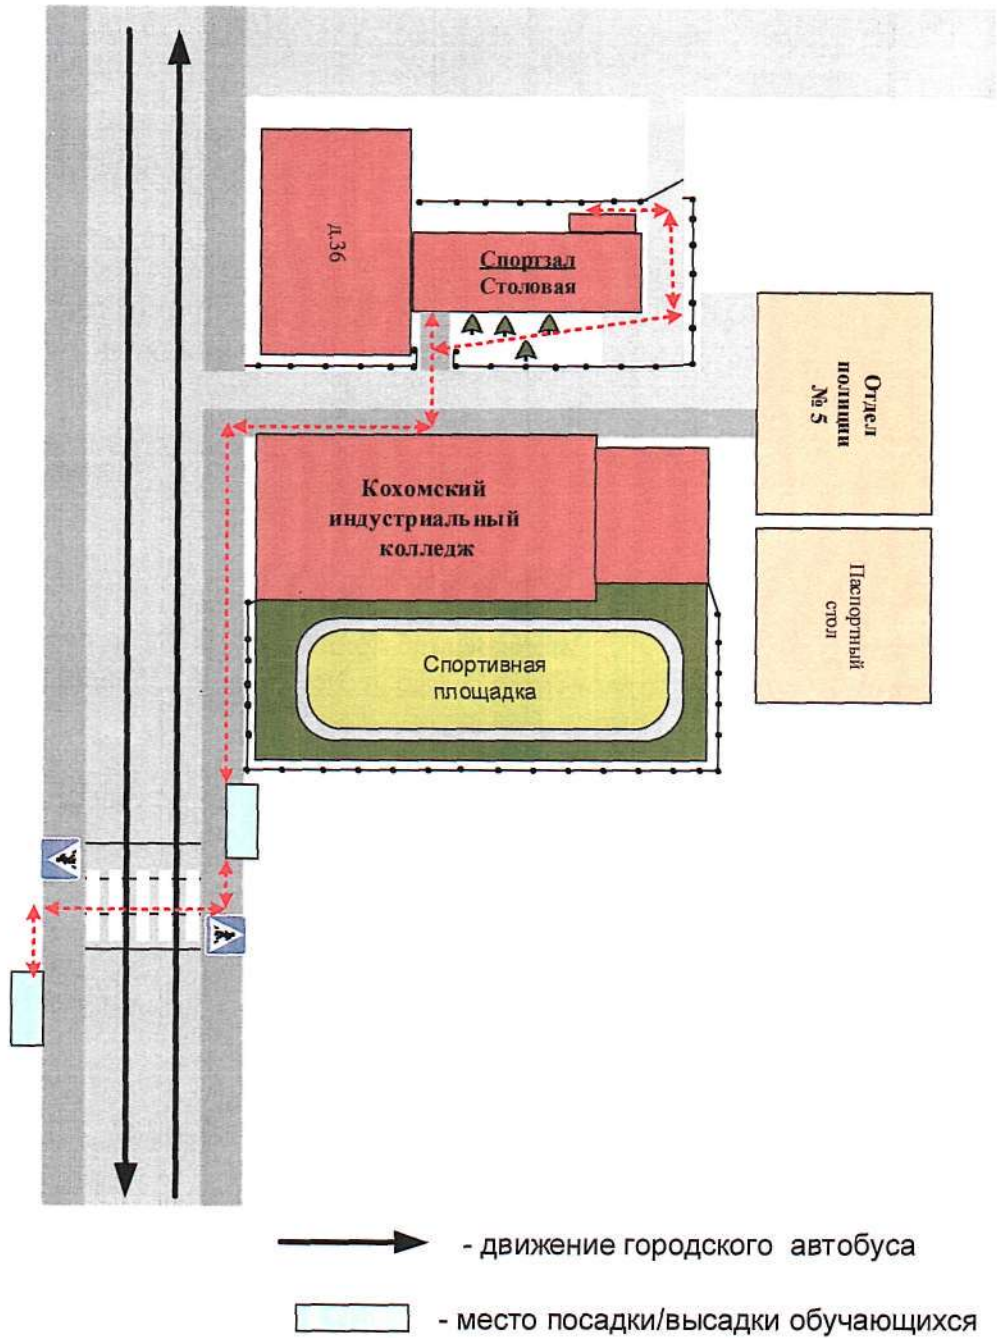 д.36
Спортзал
Столовая
Отдел
полиции
№ 5
Кохомский
индустриальный
колледж
Паспортный
стол
Спортивная
площадка
- движение городского автобуса
- место посадки/высадки обучающихся